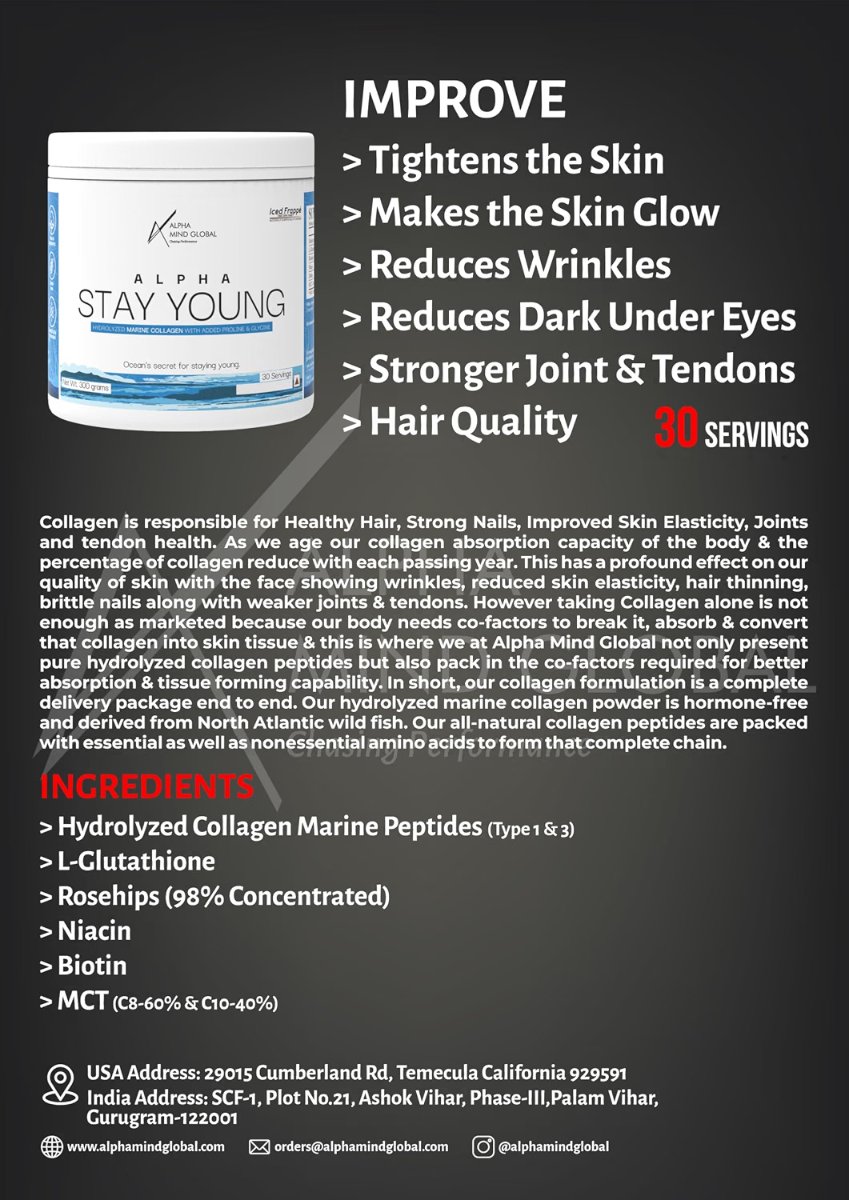 IMPROVE
> Tightens the Skin
> Makes the Skin Glow
> Reduces Wrinkles
> Reduces Dark Under Eyes
> Stronger Joint & Tendons
> Hair Quality
30 SERVINGS
Iced Frappé
ALPHA
MIND GLOBAL
Chasing Performance
ALPHA
STAY YOUNG
HYDROLYZED MARINE COLLAGEN WITH ADDED PROLINE & GLYCINE
Ocean's secret for staying young.
Net Wt. 300 grams
30 Servings
Collagen is responsible for Healthy Hair, Strong Nails, Improved Skin Elasticity, Joints
and tendon health. As we age our collagen absorption capacity of the body & the
percentage of collagen reduce with each passing year. This has a profound effect on our
quality of skin with the face showing wrinkles, reduced skin elasticity, hair thinning,
brittle nails along with weaker joints & tendons. However taking Collagen alone is not
enough as marketed because our body needs co-factors to break it, absorb & convert
that collagen into skin tissue & this is where we at Alpha Mind Global not only present
pure hydrolyzed collagen peptides but also pack in the co-factors required for better
absorption & tissue forming capability. In short, our collagen formulation is a complete
delivery package end to end. Our hydrolyzed marine collagen powder is hormone-free
and derived from North Atlantic wild fish. Our all-natural collagen peptides are packed
with essential as well as nonessential amino acids to form that complete chain.
ALPHA
MIND GLOBAL
Chasing Performance
INGREDIENTS
> Hydrolyzed Collagen Marine Peptides (Type 1 & 3)
> L-Glutathione
> Rosehips (98% Concentrated)
> Niacin
> Biotin
> MCT (C8-60% & C10-40%)
USA Address: 29015 Cumberland Rd, Temecula California 929591
India Address: SCF-1, Plot No.21, Ashok Vihar, Phase-III,Palam Vihar,
Gurugram-122001
www.alphamindglobal.com orders@alphamindglobal.com @alphamindglobal